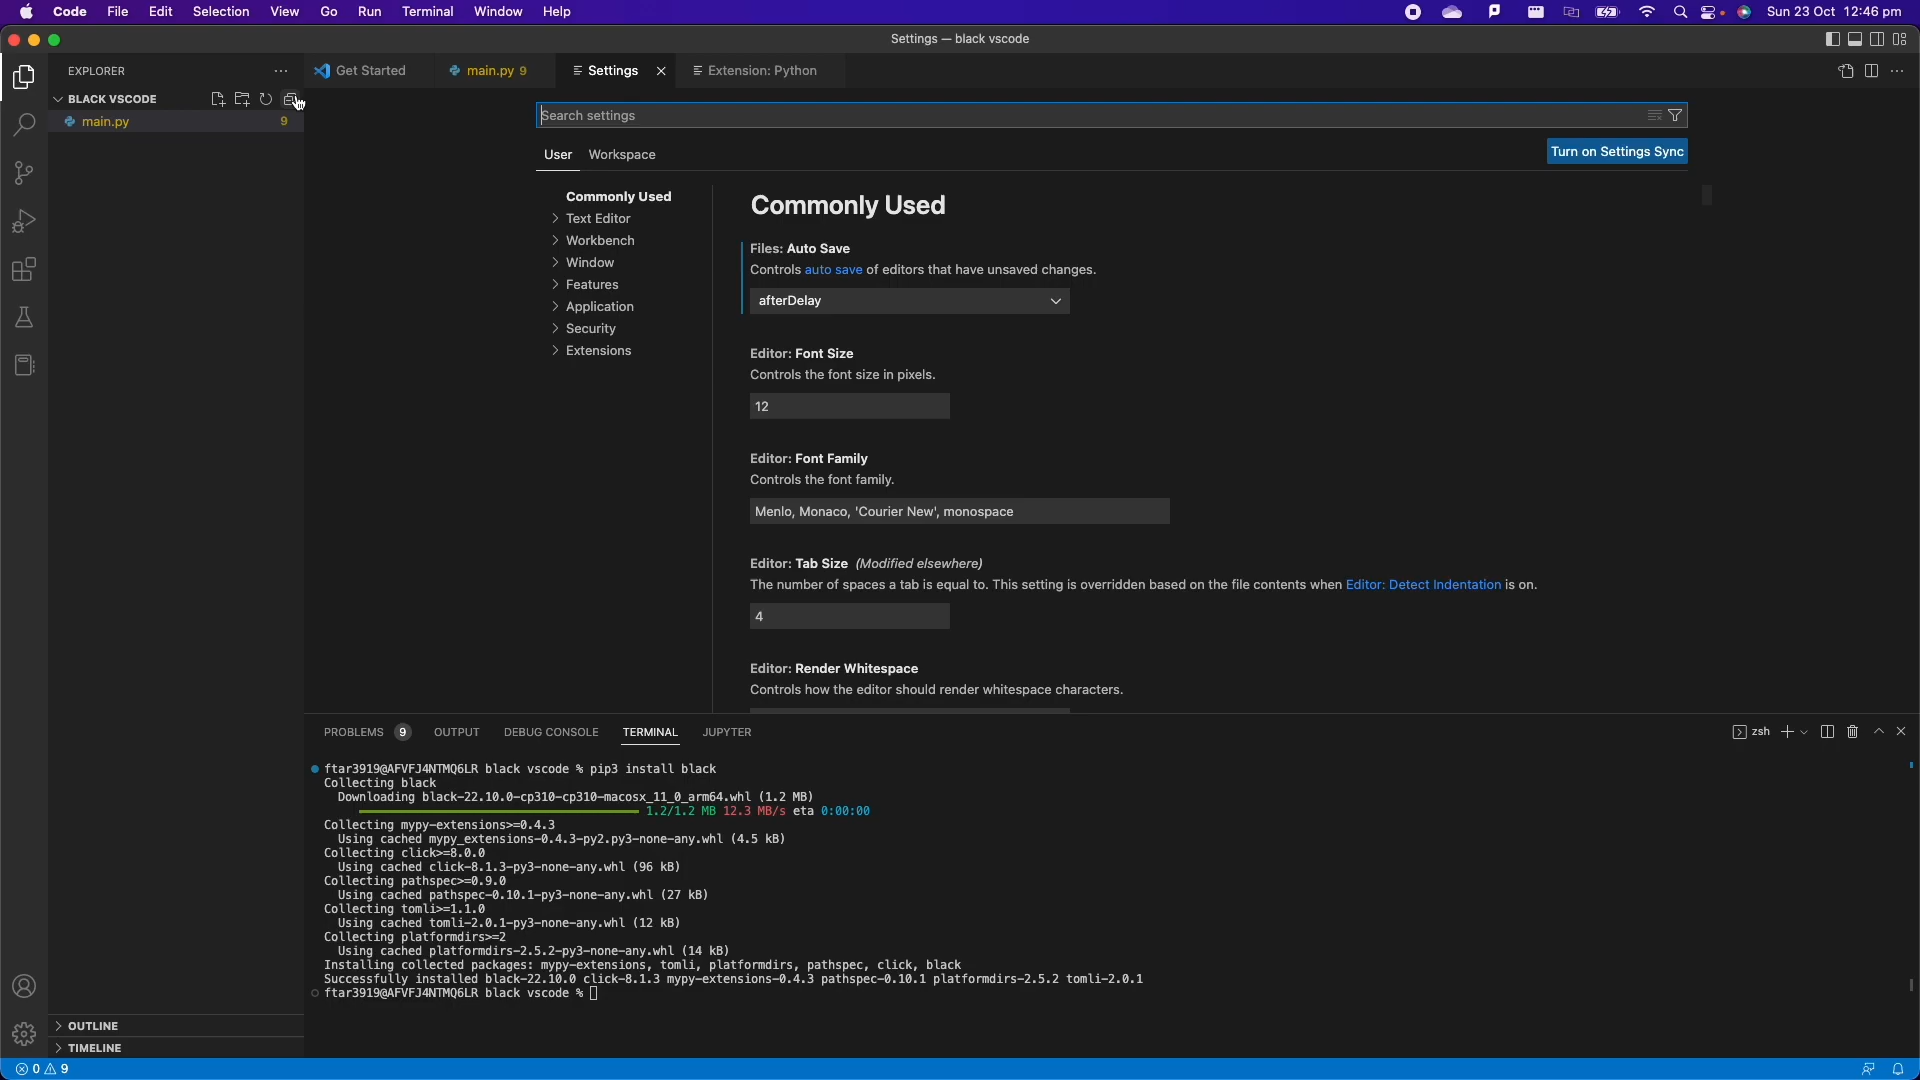 Code File Edit Selection View Go Run Terminal Window Help Sun 23 Oct 12:46 pm
Settings — black vscode
EXPLORER
Get Started
main.py 9
Settings
Extension: Python
BLACK VSCODE
main.py 9
Search settings
User Workspace
Turn on Settings Sync
Commonly Used
Text Editor
Workbench
Window
Features
Application
Security
Extensions
Commonly Used
Files: Auto Save
Controls auto save of editors that have unsaved changes.
afterDelay
Editor: Font Size
Controls the font size in pixels.
12
Editor: Font Family
Controls the font family.
Menlo, Monaco, 'Courier New', monospace
Editor: Tab Size (Modified elsewhere)
The number of spaces a tab is equal to. This setting is overridden based on the file contents when Editor: Detect Indentation is on.
4
Editor: Render Whitespace
Controls how the editor should render whitespace characters.
PROBLEMS 9 OUTPUT DEBUG CONSOLE TERMINAL JUPYTER
zsh
ftar3919@AFVFJ4NTMQ6LR black vscode % pip3 install black
Collecting black
Downloading black-22.10.0-cp310-cp310-macosx_11_0_arm64.whl (1.2 MB)
1.2/1.2 MB 12.3 MB/s eta 0:00:00
Collecting mypy-extensions>=0.4.3
Using cached mypy_extensions-0.4.3-py2.py3-none-any.whl (4.5 kB)
Collecting click>=8.0.0
Using cached click-8.1.3-py3-none-any.whl (96 kB)
Collecting pathspec>=0.9.0
Using cached pathspec-0.10.1-py3-none-any.whl (27 kB)
Collecting tomli>=1.1.0
Using cached tomli-2.0.1-py3-none-any.whl (12 kB)
Collecting platformdirs>=2
Using cached platformdirs-2.5.2-py3-none-any.whl (14 kB)
Installing collected packages: mypy-extensions, tomli, platformdirs, pathspec, click, black
Successfully installed black-22.10.0 click-8.1.3 mypy-extensions-0.4.3 pathspec-0.10.1 platformdirs-2.5.2 tomli-2.0.1
ftar3919@AFVFJ4NTMQ6LR black vscode %
OUTLINE
TIMELINE
0 9